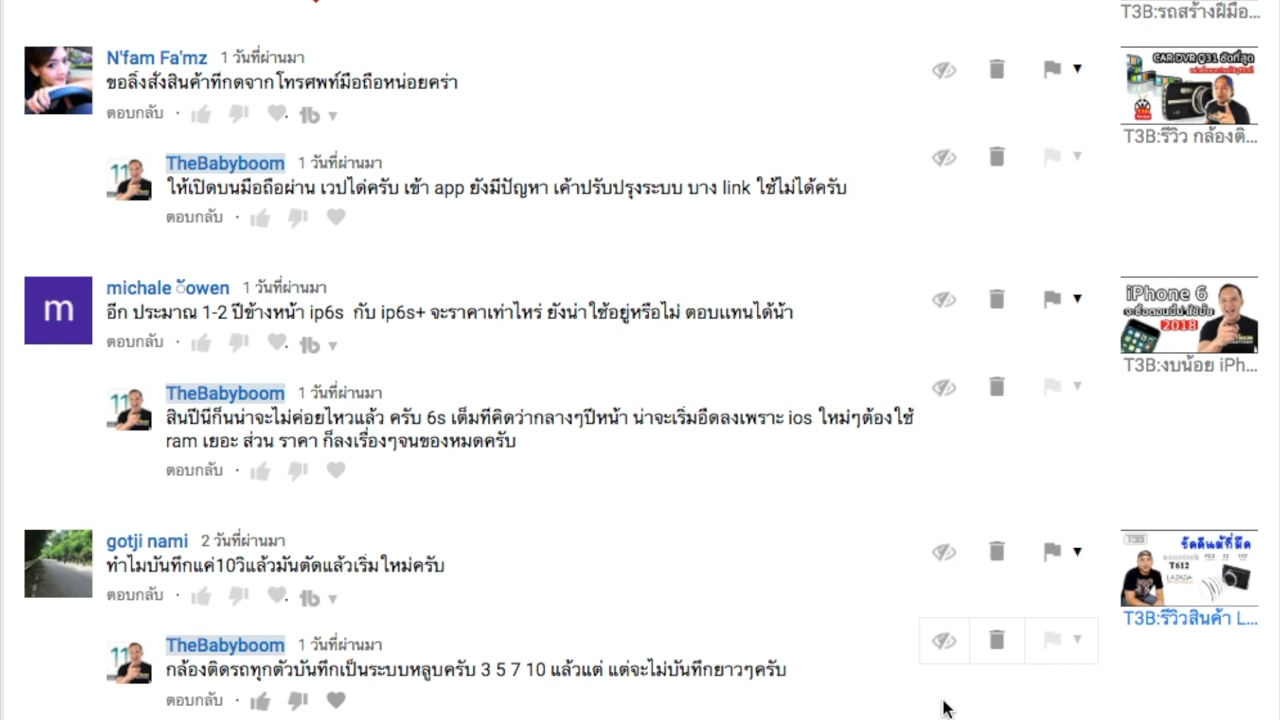 T3B:รถสร้างฝีมือ...
N'fam Fa'mz 1 วันที่ผ่านมา
ขอลิ้งสั่งสินค้าที่กดจากโทรศพท์มือถือหน่อยคร่า
ตอบกลับ
CAR DVR Q31 ชัดที่สุด
T3B:รีวิว กล้องติ...
TheBabyboom 1 วันที่ผ่านมา
ให้เปิดบนมือถือผ่าน เวปได่ครับ เข้า app ยังมีปัญหา เค้าปรับปรุงระบบ บาง link ใช้ไม่ได้ครับ
ตอบกลับ
m
michale ั้owen 1 วันที่ผ่านมา
อีก ประมาณ 1-2 ปีข้างหน้า ip6s กับ ip6s+ จะราคาเท่าไหร่ ยังน่าใช้อยู่หรือไม่ ตอบแทนได้น้า
ตอบกลับ
iPhone 6
จะซื้อตอนนี้น่าใช้มั้ย
2018
T3B:งบน้อย iPh...
TheBabyboom 1 วันที่ผ่านมา
สิ้นปีนี้ก็น่าจะไม่ค่อยไหวแล้ว ครับ 6s เต็มที่คิดว่ากลางๆปีหน้า น่าจะเริ่มอืดลงเพราะ ios ใหม่ๆต้องใช้
ram เยอะ ส่วน ราคา ก็ลงเรื่องๆจนของหมดครับ
ตอบกลับ
gotji nami 2 วันที่ผ่านมา
ทำไมบันทึกแค่10วิแล้วมันตัดแล้วเริ่มใหม่ครับ
ตอบกลับ
ชัดดีแม้ที่มืด
T612
LAZADA
T3B:รีวิวสินค้า L...
TheBabyboom 1 วันที่ผ่านมา
กล้องติดรถทุกตัวบันทึกเป็นระบบหลูบครับ 3 5 7 10 แล้วแต่ แต่จะไม่บันทึกยาวๆครับ
ตอบกลับ